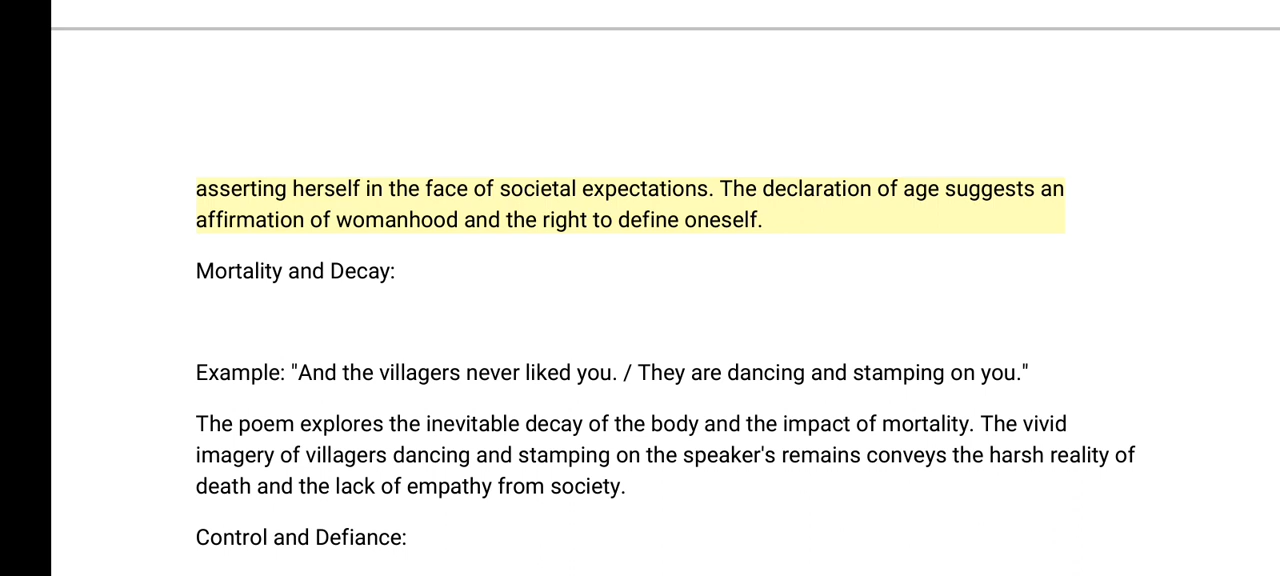 asserting herself in the face of societal expectations. The declaration of age suggests an
affirmation of womanhood and the right to define oneself.
Mortality and Decay:
Example: "And the villagers never liked you. / They are dancing and stamping on you."
The poem explores the inevitable decay of the body and the impact of mortality. The vivid
imagery of villagers dancing and stamping on the speaker's remains conveys the harsh reality of
death and the lack of empathy from society.
Control and Defiance: